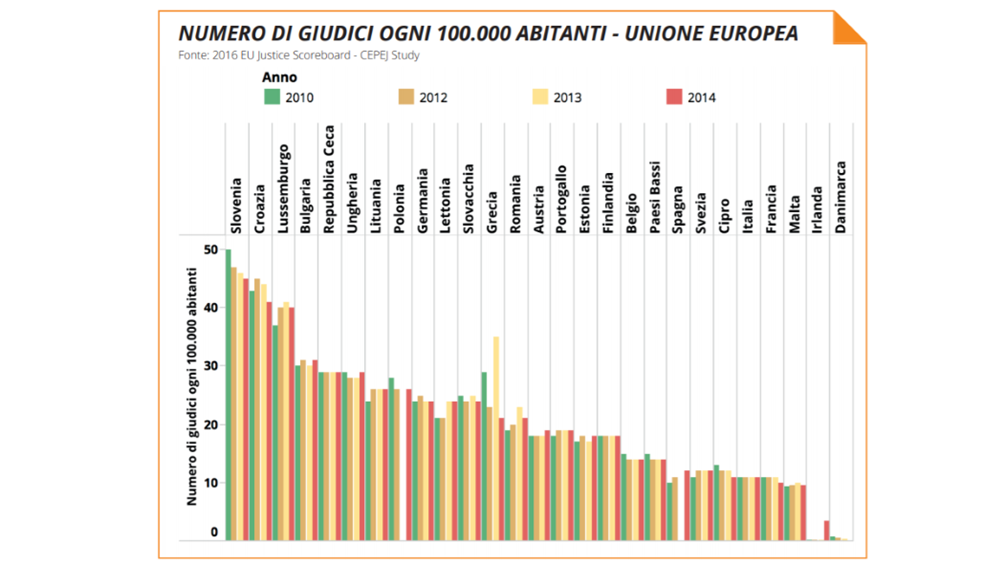 NUMERO DI GIUDICI OGNI 100.000 ABITANTI - UNIONE EUROPEA
Fonte: 2016 EU Justice Scoreboard - CEPEJ Study
Anno
2010
2012
2013
2014
Slovenia
Croazia
Lussemburgo
Bulgaria
Repubblica Ceca
Ungheria
Lituania
Polonia
Germania
Lettonia
Slovacchia
Grecia
Romania
Austria
Portogallo
Estonia
Finlandia
Belgio
Paesi Bassi
Spagna
Svezia
Cipro
Italia
Francia
Malta
Irlanda
Danimarca
Numero di giudici ogni 100.000 abitanti
50
40
30
20
10
0